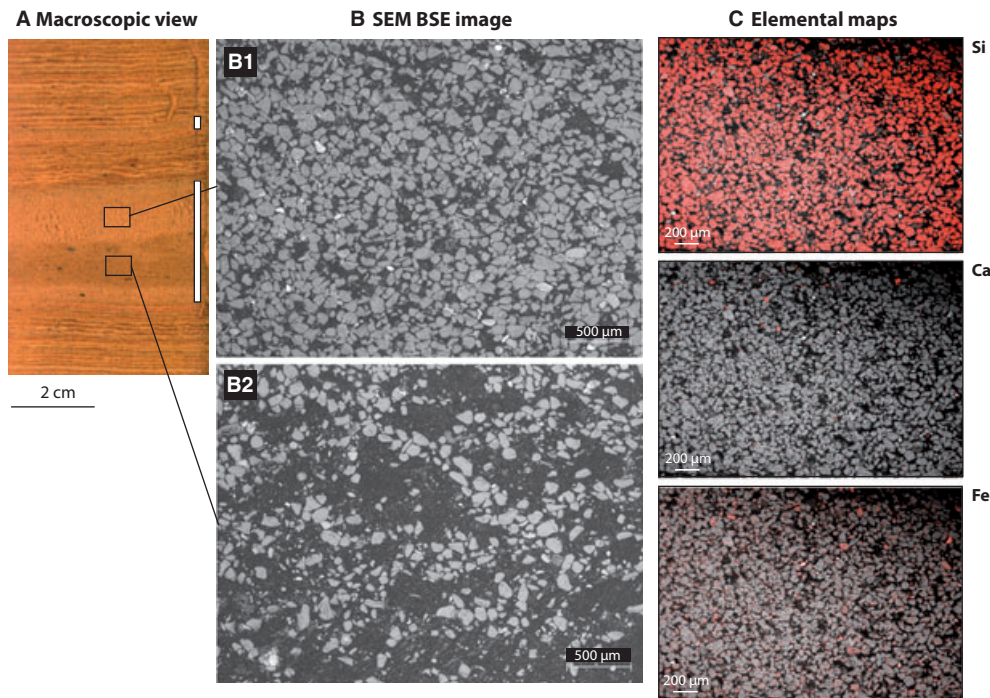 A Macroscopic view
B SEM BSE image
C Elemental maps
B1
500 µm
B2
500 µm
2 cm
Si
200 µm
Ca
200 µm
Fe
200 µm